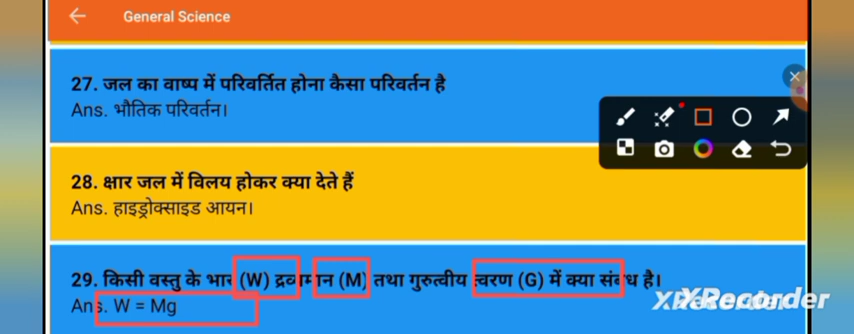 General Science
27. जल का वाष्प में परिवर्तित होना कैसा परिवर्तन है
Ans. भौतिक परिवर्तन।
28. क्षार जल में विलय होकर क्या देते हैं
Ans. हाइड्रोक्साइड आयन।
29. किसी वस्तु के भार (W) द्रव्यमान (M) तथा गुरुत्वीय त्वरण (G) में क्या संबंध है।
Ans. W = Mg
XRecorder